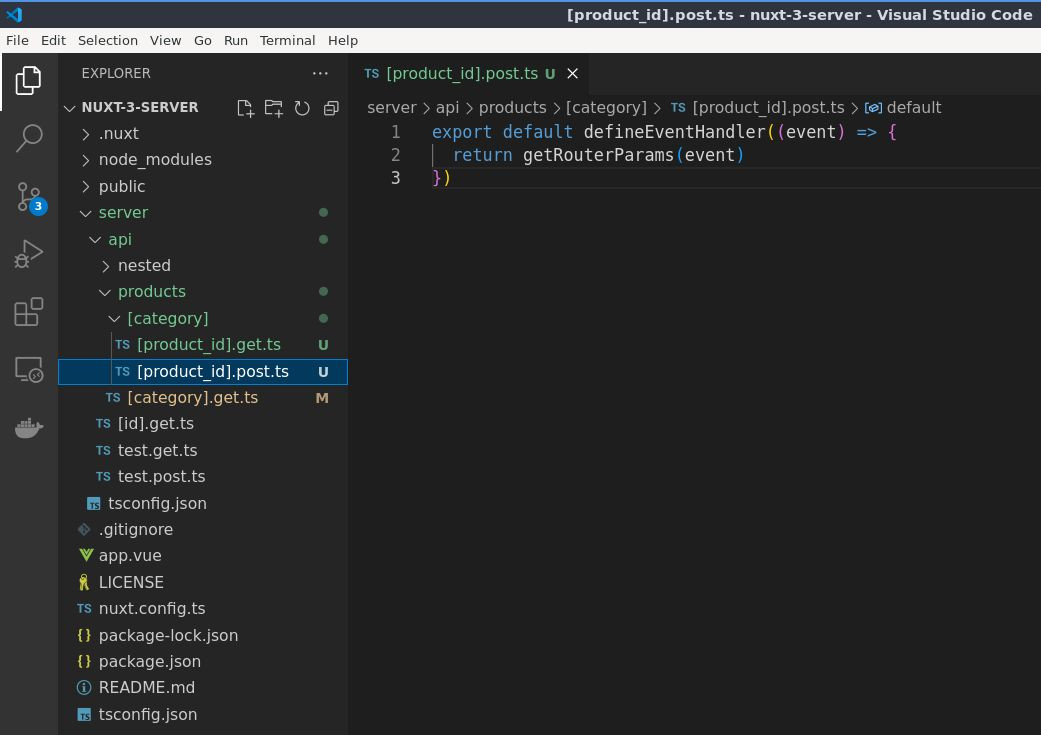 [product_id].post.ts - nuxt-3-server - Visual Studio Code
File Edit Selection View Go Run Terminal Help
EXPLORER ···
NUXT-3-SERVER
.nuxt
node_modules
public
server
api
nested
products
[category]
TS [product_id].get.ts U
TS [product_id].post.ts U
TS [category].get.ts M
TS [id].get.ts
TS test.get.ts
TS test.post.ts
TS tsconfig.json
.gitignore
app.vue
LICENSE
TS nuxt.config.ts
{} package-lock.json
{} package.json
README.md
TS tsconfig.json
3
TS [product_id].post.ts U
server > api > products > [category] > TS [product_id].post.ts > default
1 export default defineEventHandler((event) => {
2 return getRouterParams(event)
3 })